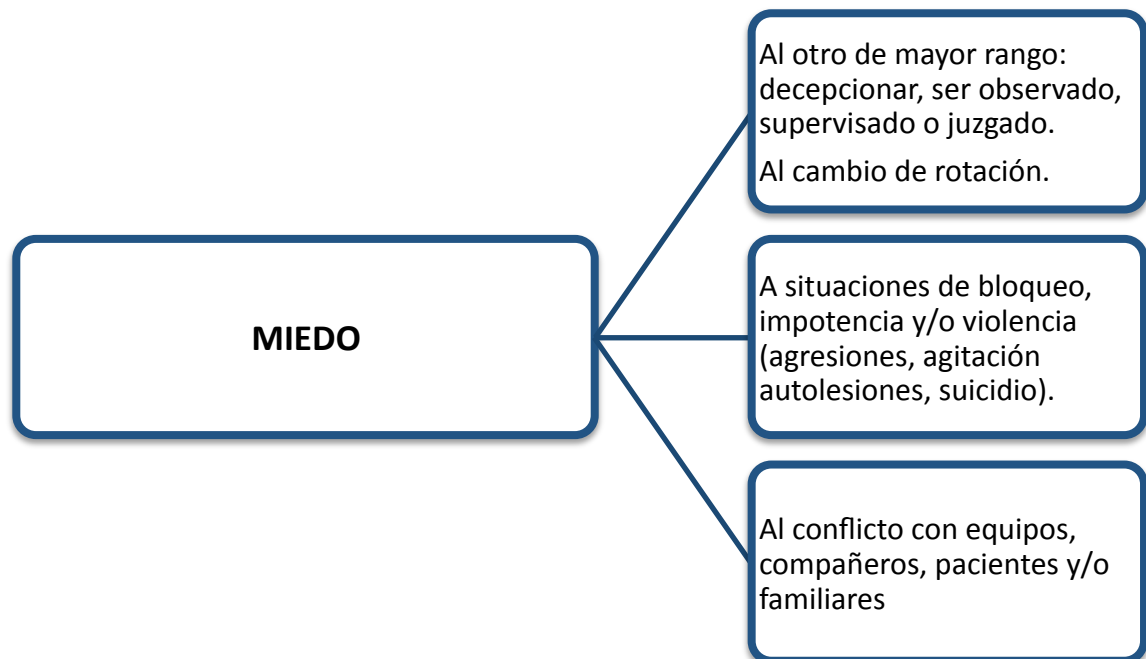 MIEDO
Al otro de mayor rango:
decepcionar, ser observado,
supervisado o juzgado.
Al cambio de rotación.
A situaciones de bloqueo,
impotencia y/o violencia
(agresiones, agitación
autolesiones, suicidio).
Al conflicto con equipos,
compañeros, pacientes y/o
familiares